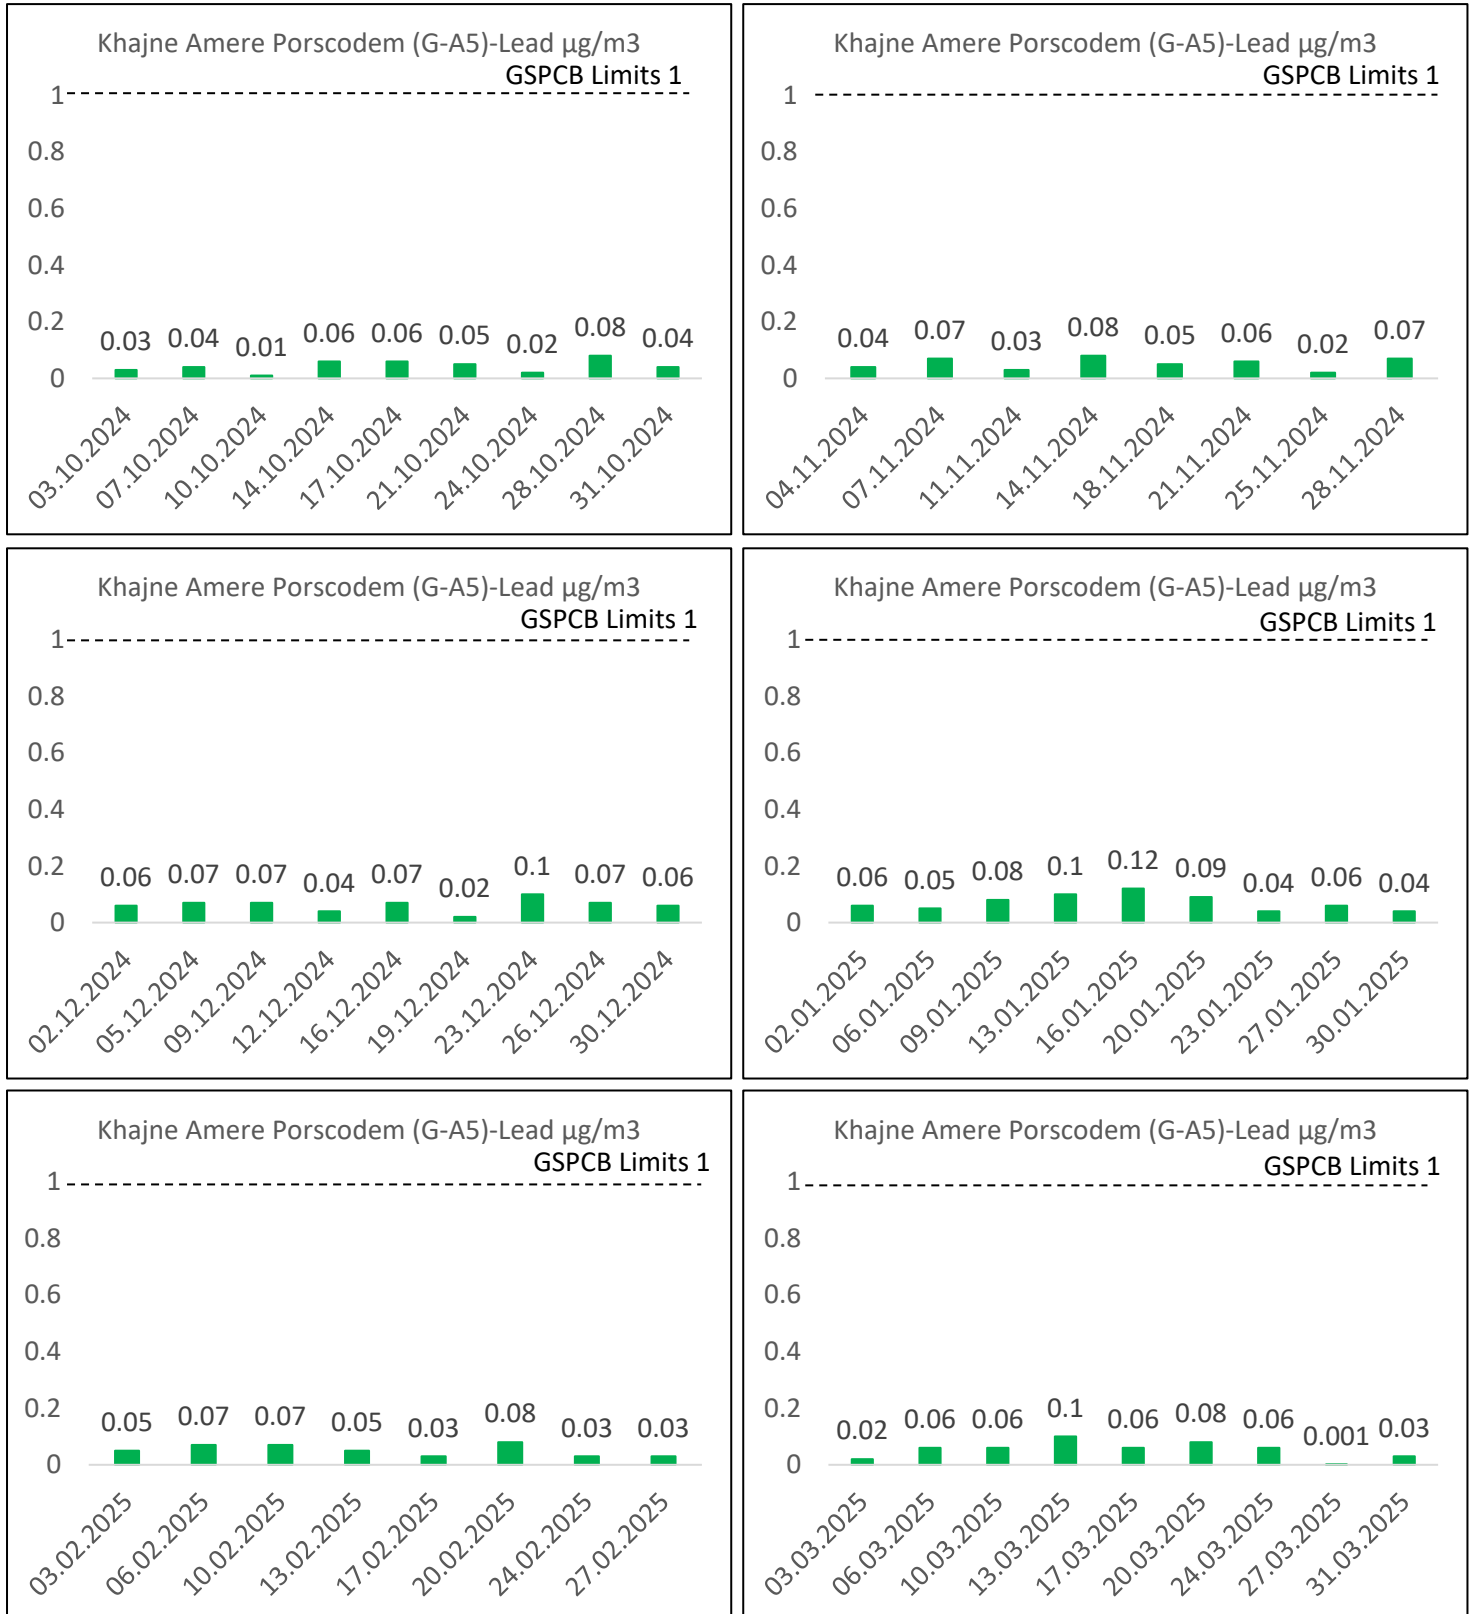 Khajne Amere Porscodem (G-A5)-Lead µg/m3
GSPCB Limits 1
1
0.8
0.6
0.4
0.2
0
0.03 0.04 0.01 0.06 0.06 0.05 0.02 0.08 0.04
03.10.2024 07.10.2024 10.10.2024 14.10.2024 17.10.2024 21.10.2024 24.10.2024 28.10.2024 31.10.2024
Khajne Amere Porscodem (G-A5)-Lead µg/m3
GSPCB Limits 1
1
0.8
0.6
0.4
0.2
0
0.04 0.07 0.03 0.08 0.05 0.06 0.02 0.07
04.11.2024 07.11.2024 11.11.2024 14.11.2024 18.11.2024 21.11.2024 25.11.2024 28.11.2024
Khajne Amere Porscodem (G-A5)-Lead µg/m3
GSPCB Limits 1
1
0.8
0.6
0.4
0.2
0
0.06 0.07 0.07 0.04 0.07 0.02 0.1 0.07 0.06
02.12.2024 05.12.2024 09.12.2024 12.12.2024 16.12.2024 19.12.2024 23.12.2024 26.12.2024 30.12.2024
Khajne Amere Porscodem (G-A5)-Lead µg/m3
GSPCB Limits 1
1
0.8
0.6
0.4
0.2
0
0.06 0.05 0.08 0.1 0.12 0.09 0.04 0.06 0.04
02.01.2025 06.01.2025 09.01.2025 13.01.2025 16.01.2025 20.01.2025 23.01.2025 27.01.2025 30.01.2025
Khajne Amere Porscodem (G-A5)-Lead µg/m3
GSPCB Limits 1
1
0.8
0.6
0.4
0.2
0
0.05 0.07 0.07 0.05 0.03 0.08 0.03 0.03
03.02.2025 06.02.2025 10.02.2025 13.02.2025 17.02.2025 20.02.2025 24.02.2025 27.02.2025
Khajne Amere Porscodem (G-A5)-Lead µg/m3
GSPCB Limits 1
1
0.8
0.6
0.4
0.2
0
0.02 0.06 0.06 0.1 0.06 0.08 0.06 0.001 0.03
03.03.2025 06.03.2025 10.03.2025 13.03.2025 17.03.2025 20.03.2025 24.03.2025 27.03.2025 31.03.2025